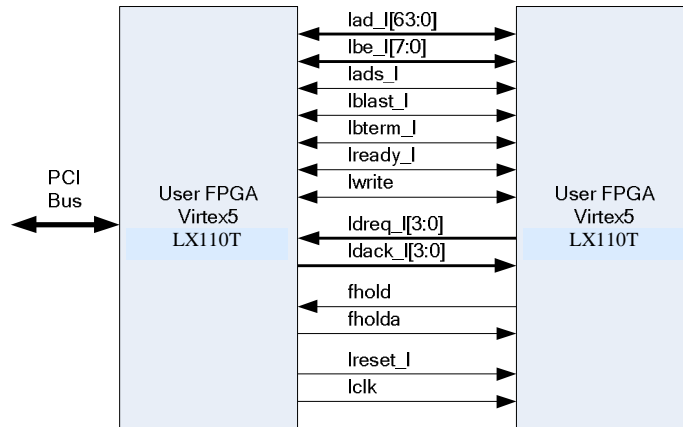 lad_l[63:0]
lbe_l[7:0]
lads_l
lblast_l
lbterm_l
lready_l
lwrite
PCI
Bus
User FPGA
Virtex5
LX110T
User FPGA
Virtex5
LX110T
ldreq_l[3:0]
ldack_l[3:0]
fhold
fholda
lreset_l
lclk